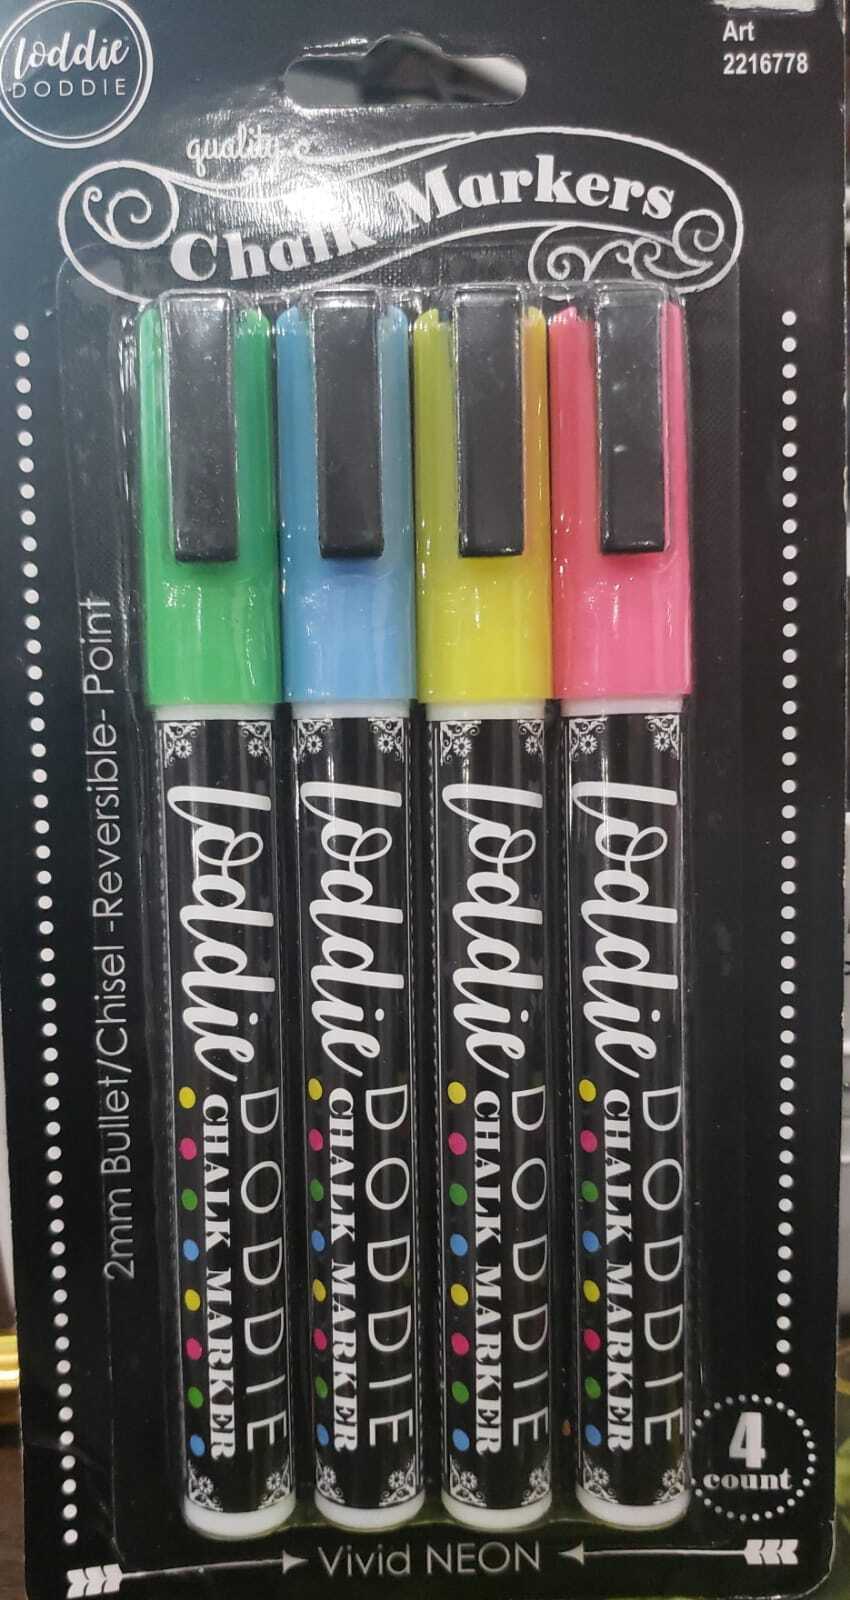 loddie
DODDIE
Art
2216778
quality
Chalk Markers
2mm Bullet/Chisel -Reversible- Point
loddie
DODDIE
CHALK MARKER
loddie
DODDIE
CHALK MARKER
loddie
DODDIE
CHALK MARKER
loddie
DODDIE
CHALK MARKER
4
count
Vivid NEON